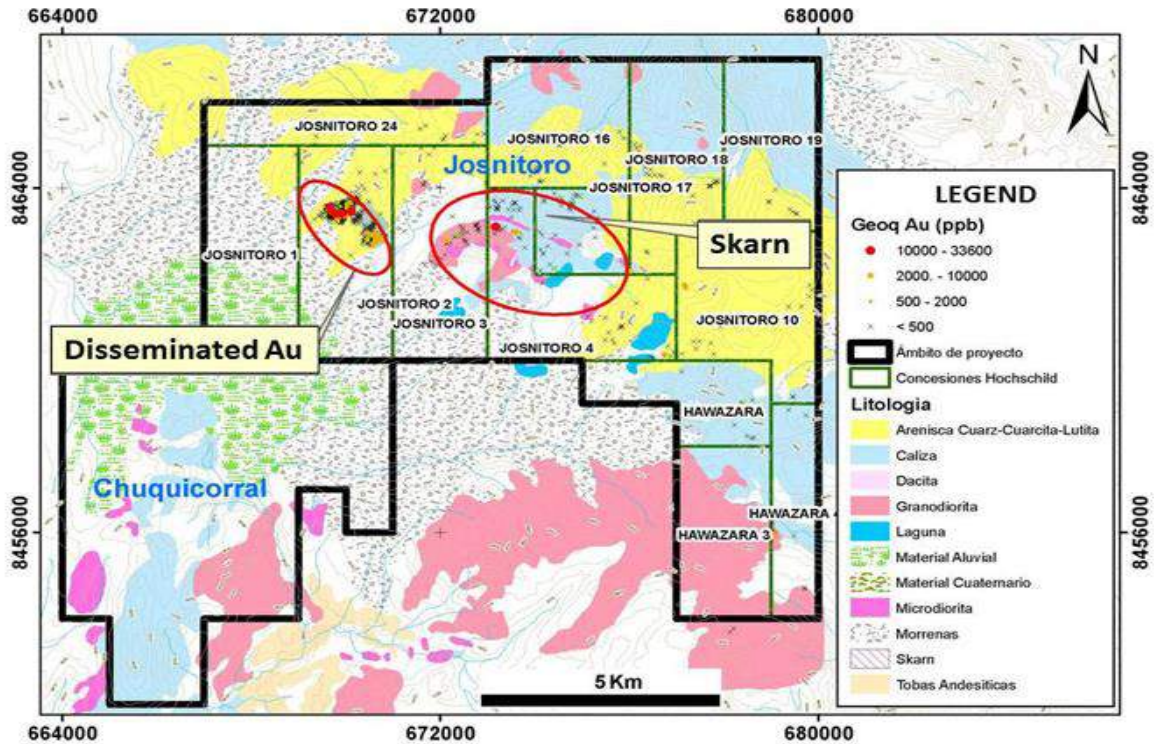 664000
672000
680000
N
JOSNITORO 24
JOSNITORO 16
JOSNITORO 19
Josnitoro
JOSNITORO 18
JOSNITORO 17
8464000
8464000
LEGEND
Geoq Au (ppb)
10000 - 33600
2000. - 10000
500 - 2000
< 500
Ámbito de proyecto
Concesiones Hochschild
Litologia
Arenisca Cuarz-Cuarcita-Lutita
Caliza
Dacita
Granodiorita
Laguna
Material Aluvial
Material Cuaternario
Microdiorita
Morrenas
Skarn
Tobas Andesiticas
Skarn
JOSNITORO 1
JOSNITORO 2
JOSNITORO 3
JOSNITORO 10
Disseminated Au
JOSNITORO 4
HAWAZARA
Chuquicorral
HAWAZARA
HAWAZARA 3
8456000
8456000
5 Km
664000
672000
680000